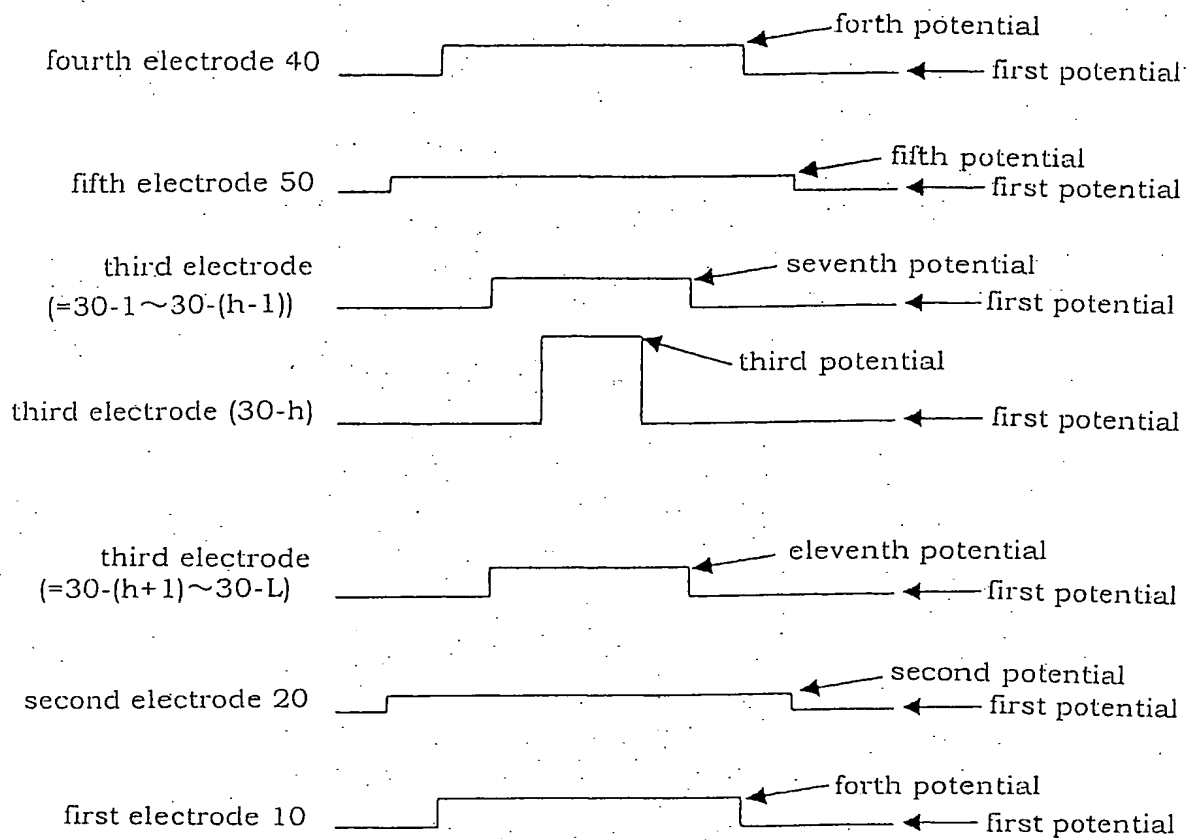 forth potential
fourth electrode 40
first potential
fifth potential
fifth electrode 50
first potential
third electrode
(=30-1~30-(h-1))
seventh potential
first potential
third potential
third electrode (30-h)
first potential
third electrode
(=30-(h+1)~30-L)
eleventh potential
first potential
second potential
second electrode 20
first potential
forth potential
first electrode 10
first potential